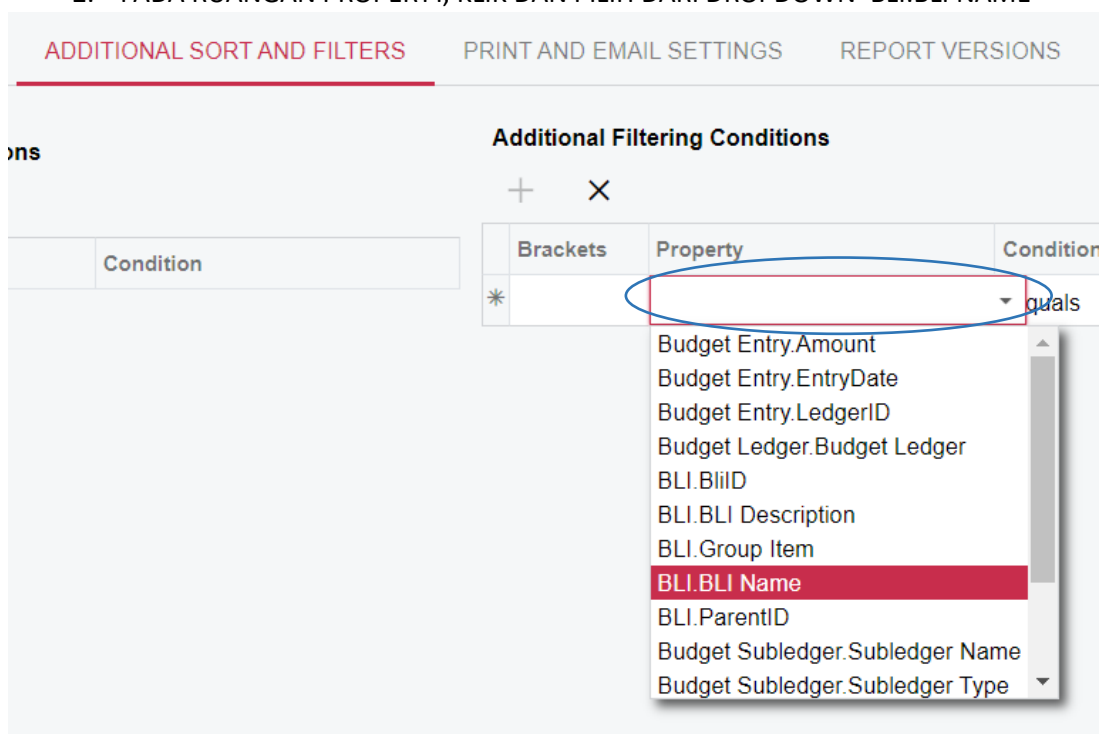 ADDITIONAL SORT AND FILTERS PRINT AND EMAIL SETTINGS REPORT VERSIONS
Additional Filtering Conditions
Condition
Brackets Property Condition
quals
Budget Entry.Amount
Budget Entry.EntryDate
Budget Entry.LedgerID
Budget Ledger.Budget Ledger
BLI.BliID
BLI.BLI Description
BLI.Group Item
BLI.BLI Name
BLI.ParentID
Budget Subledger.Subledger Name
Budget Subledger.Subledger Type